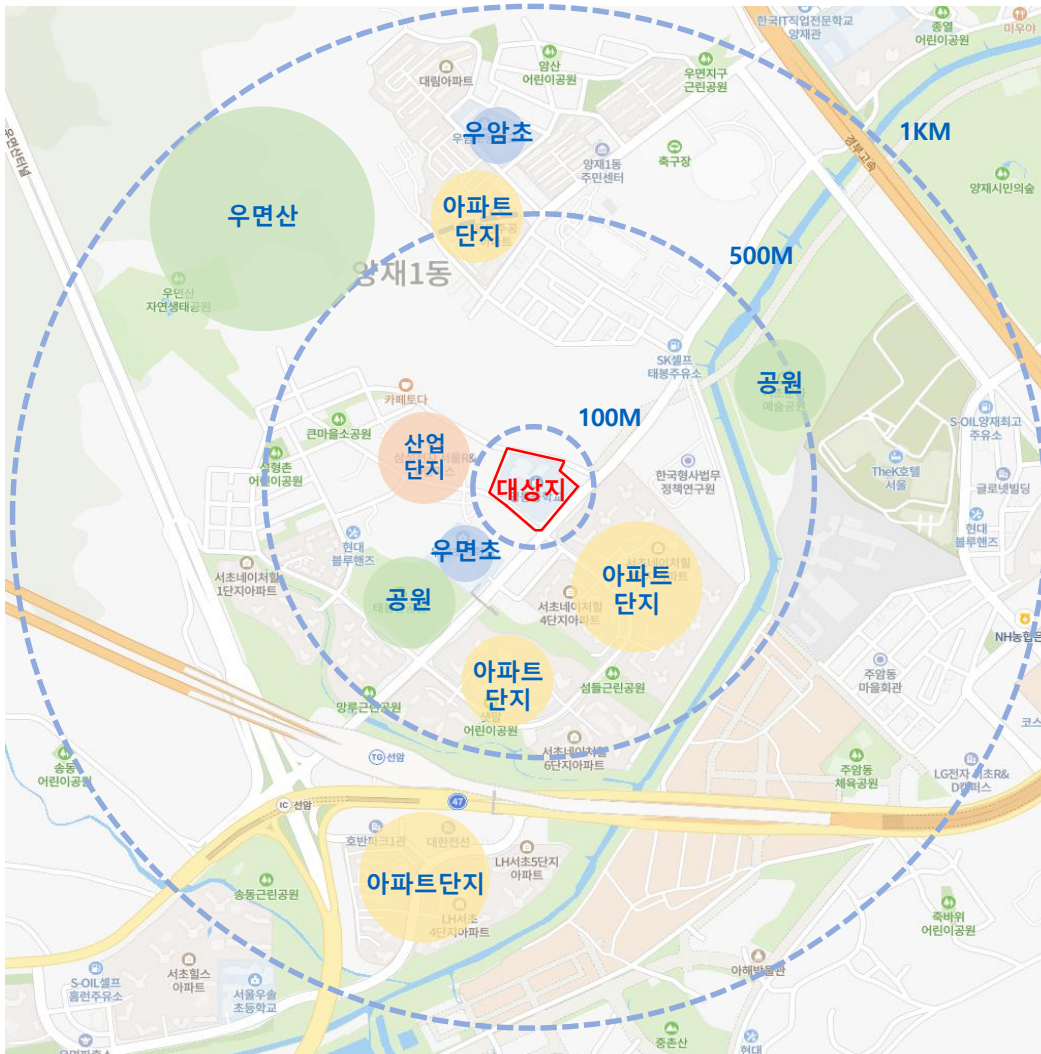 한국IT직업전문학교
양재관
종열
어린이공원
미우야
암산
어린이공원
대림아파트
우면지구
근린공원
1KM
경부고속
우암초
우면산터널
양재1동
주민센터
축구장
양재시민의숲
우면산
아파트
단지
500M
양재1동
우면산
자연생태공원
SK셀프
태봉주유소
공원
예술공원
카페토다
100M
S-OIL양재최고
주유소
큰마을소공원
산업
단지
한국형사법무
정책연구원
TheK호텔
서울
글로넷빌딩
어린이공원
대상지
현대
블루핸즈
현대
블루핸즈
우면초
서초네이처힐
1단지아파트
아파트
단지
공원
서초네이처힐
4단지아파트
NH농협은
아파트
단지
섬들근린공원
주암동
마을회관
망루근린공원
어린이공원
코스
서초네이처힐
6단지아파트
TG 선암
송동
어린이공원
주암동
체육공원
LG전자 서초R&
D캠퍼스
IC 선암
47
호반파크1관
대한전선
LH서초5단지
아파트
아파트단지
송동근린공원
LH서초
4단지아파트
죽바위
어린이공원
S-OIL셀프
홈런주유소
서초힐스
아파트
서울우솔
초등학교
아해박물관
중촌산
현대